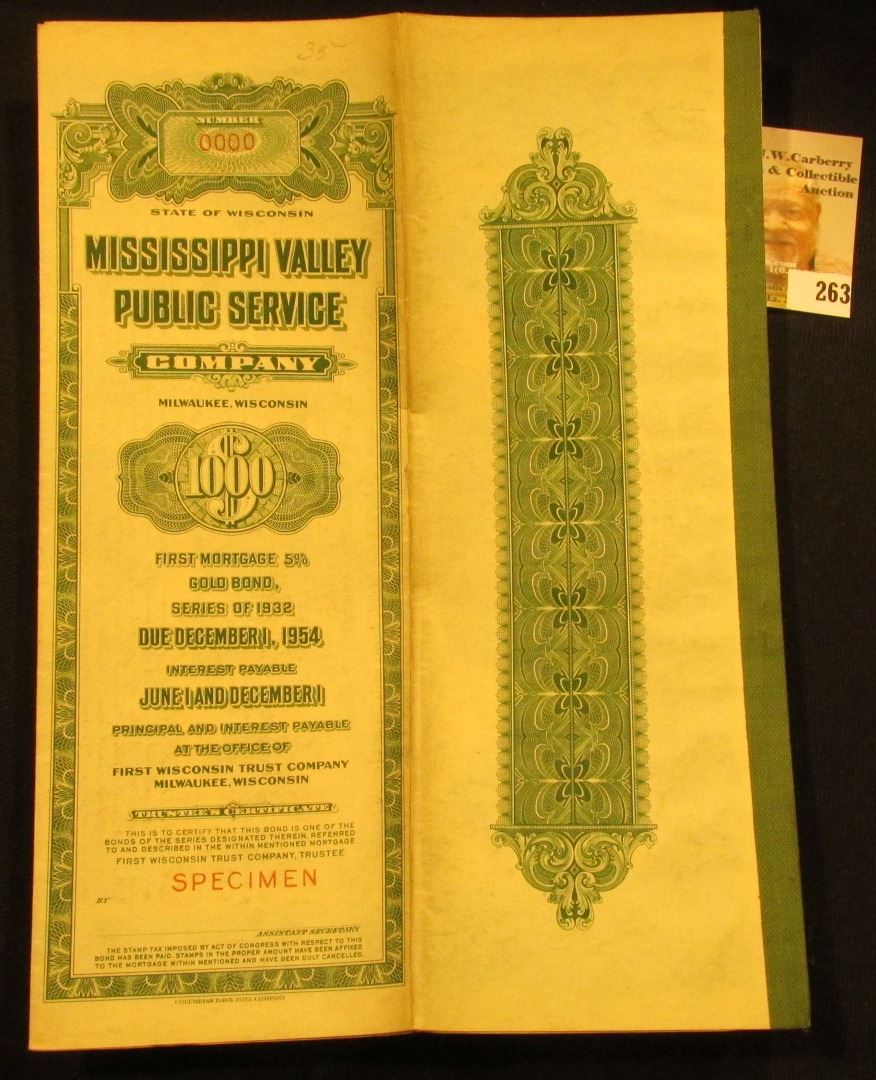 35
NUMBER
0000
STATE OF WISCONSIN
MISSISSIPPI VALLEY
PUBLIC SERVICE
COMPANY
MILWAUKEE, WISCONSIN
$1000
FIRST MORTGAGE 5%
GOLD BOND,
SERIES OF 1932
DUE DECEMBER 1, 1954
INTEREST PAYABLE
JUNE 1 AND DECEMBER 1
PRINCIPAL AND INTEREST PAYABLE
AT THE OFFICE OF
FIRST WISCONSIN TRUST COMPANY
MILWAUKEE, WISCONSIN
TRUSTEE'S CERTIFICATE
THIS IS TO CERTIFY THAT THIS BOND IS ONE OF THE
BONDS OF THE SERIES DESIGNATED THEREIN, REFERRED
TO AND DESCRIBED IN THE WITHIN MENTIONED MORTGAGE.
FIRST WISCONSIN TRUST COMPANY, TRUSTEE
SPECIMEN
BY
ASSISTANT SECRETARY
THE STAMP TAX IMPOSED BY ACT OF CONGRESS WITH RESPECT TO THIS
BOND HAS BEEN PAID. STAMPS IN THE PROPER AMOUNT HAVE BEEN AFFIXED
TO THE MORTGAGE WITHIN MENTIONED AND HAVE BEEN DULY CANCELLED.
COLUMBIAN BANK NOTE COMPANY
.W.Carberry
& Collectible
Auction
263